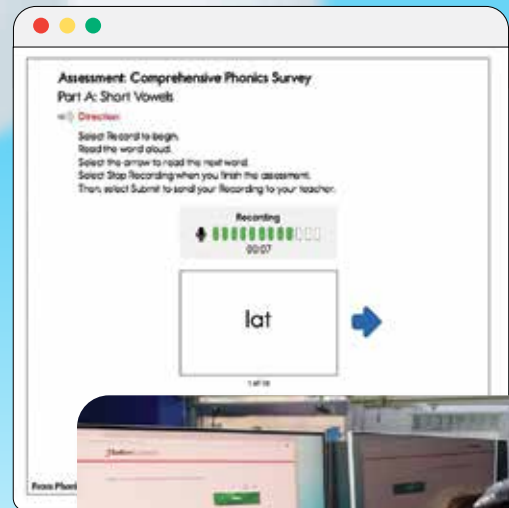 Assessment: Comprehensive Phonics Survey
Part A: Short Vowels
Direction
Select Record to begin.
Read the word aloud.
Select the arrow to read the next word.
Select Stop Recording when you finish the assessment.
Then, select Submit to send your Recording to your teacher.
Recording
00:07
lat
1 of 10
From